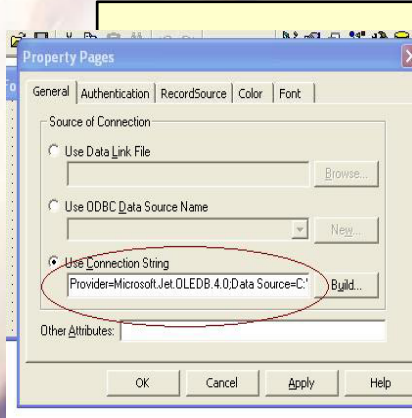 Property Pages
General Authentication RecordSource Color Font
Source of Connection
Use Data Link File
Browse...
Use ODBC Data Source Name
New...
Use Connection String
Provider=Microsoft.Jet.OLEDB.4.0;Data Source=C:'
Build...
Other Attributes:
OK Cancel Apply Help